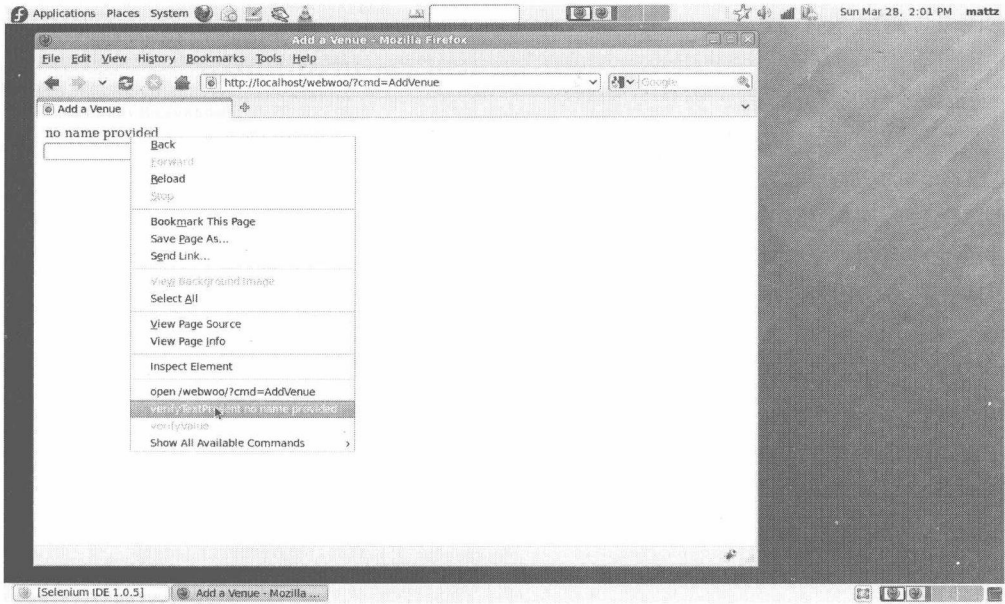 Applications Places System Sun Mar 28, 2:01 PM mattz
Add a Venue - Mozilla Firefox
File Edit View History Bookmarks Tools Help
http://localhost/webwoo/?cmd=AddVenue Google
Add a Venue
no name provided
Back
Forward
Reload
Stop
Bookmark This Page
Save Page As...
Send Link...
View Background Image
Select All
View Page Source
View Page Info
Inspect Element
open /webwoo/?cmd=AddVenue
verifyTextPresent no name provided
verifyValue
Show All Available Commands
[Selenium IDE 1.0.5] Add a Venue - Mozilla ...